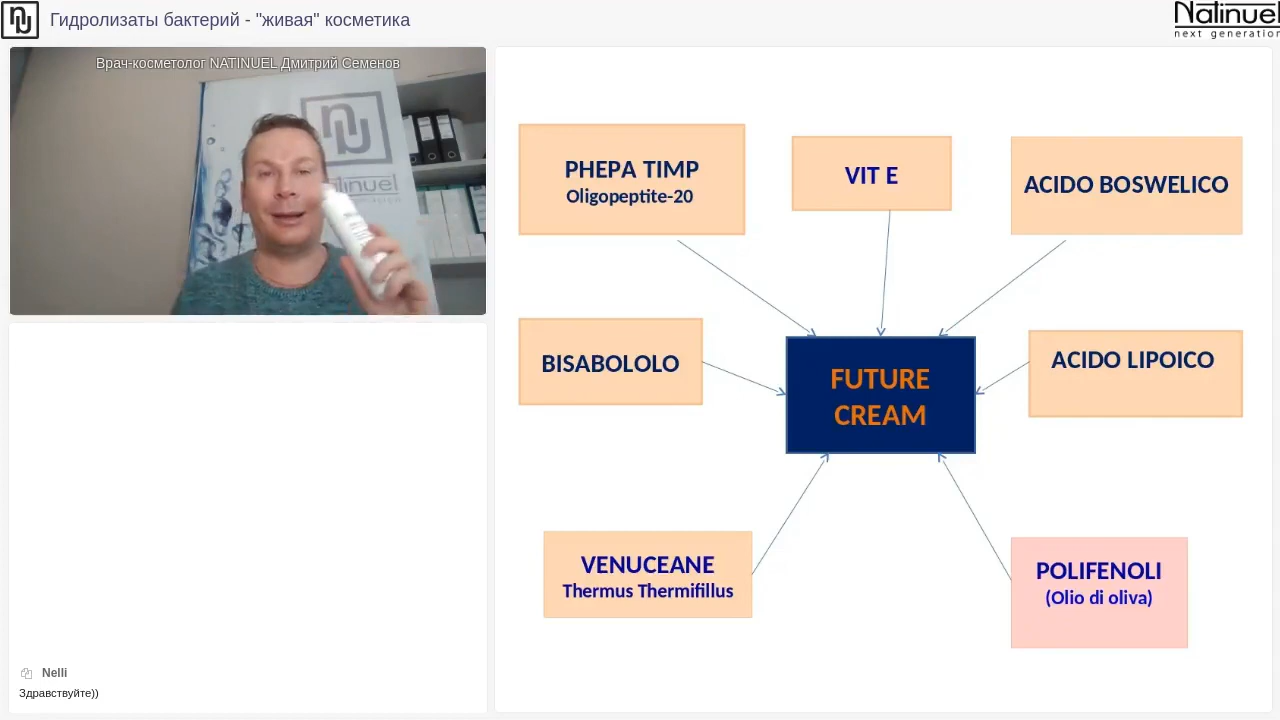 Гидролизаты бактерий - "живая" косметика
Natinuel
next generation
Врач-косметолог NATINUEL Дмитрий Семенов
PHEPA TIMP
Oligopeptite-20
VIT E
ACIDO BOSWELICO
BISABOLOLO
FUTURE
CREAM
ACIDO LIPOICO
VENUCEANE
Thermus Thermifillus
POLIFENOLI
(Olio di oliva)
Nelli
Здравствуйте))